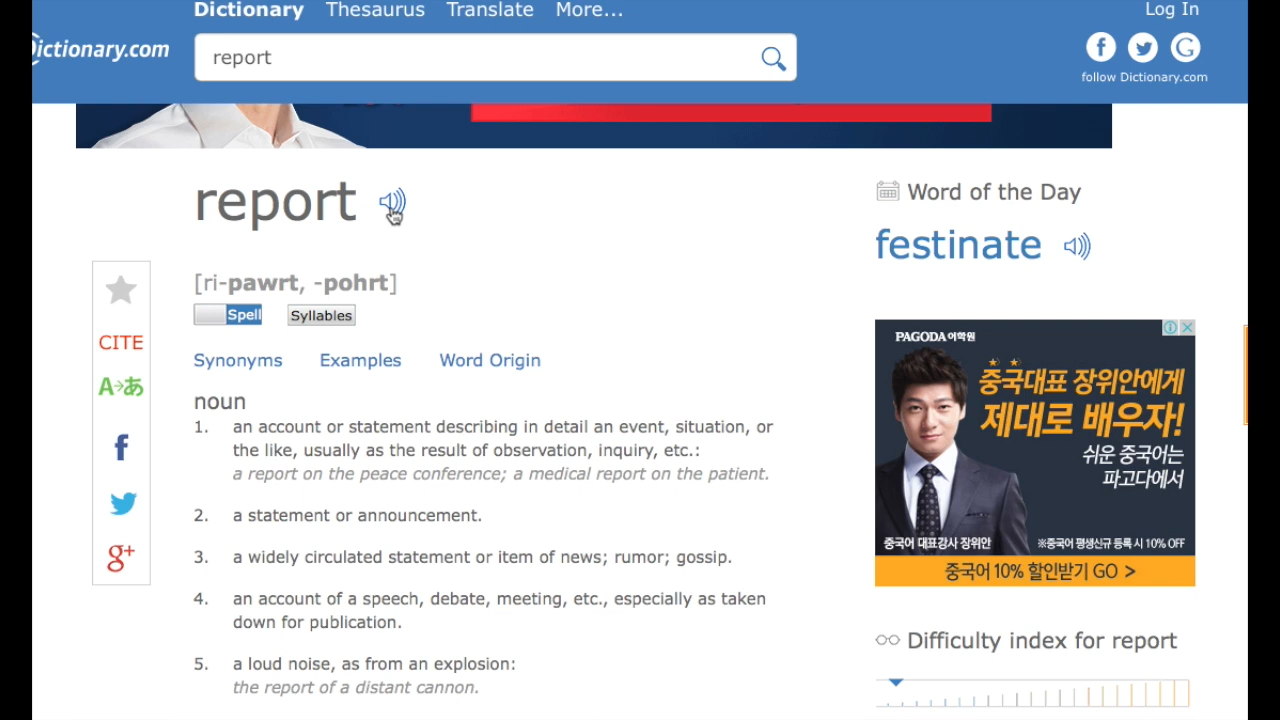 Dictionary Thesaurus Translate More... Log In
Dictionary.com
report
follow Dictionary.com
report
[ri-pawrt, -pohrt]
Spell Syllables
Synonyms Examples Word Origin
CITE
A→あ
g+
noun
1. an account or statement describing in detail an event, situation, or
the like, usually as the result of observation, inquiry, etc.:
a report on the peace conference; a medical report on the patient.
2. a statement or announcement.
3. a widely circulated statement or item of news; rumor; gossip.
4. an account of a speech, debate, meeting, etc., especially as taken
down for publication.
5. a loud noise, as from an explosion:
the report of a distant cannon.
Word of the Day
festinate
PAGODA어학원
중국대표 장위안에게
제대로 배우자!
쉬운 중국어는
파고다에서
중국어 대표강사 장위안
※중국어 평생신규 등록 시 10% OFF
중국어 10% 할인받기 GO >
Difficulty index for report